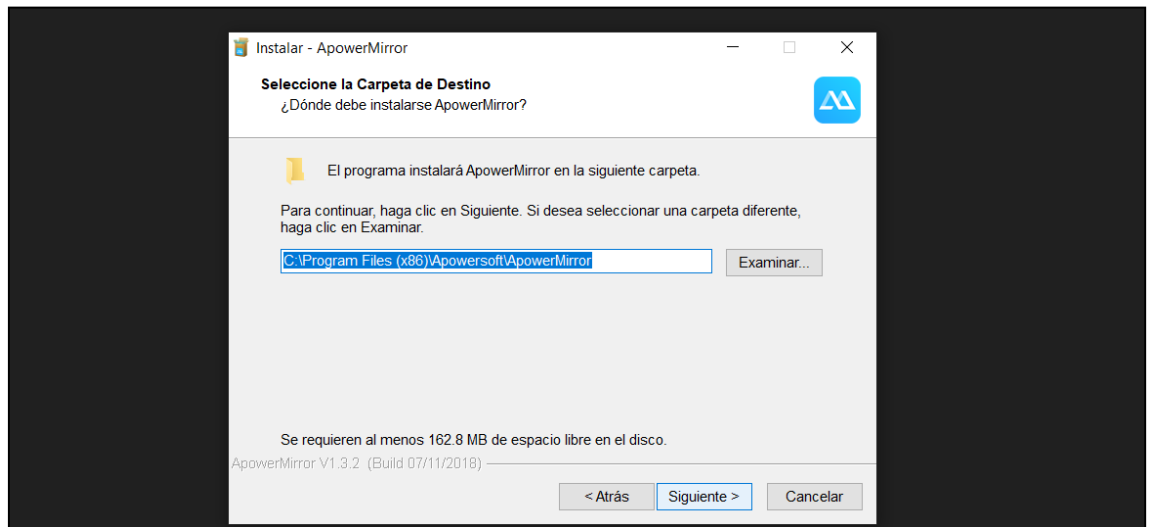 Instalar - ApowerMirror
Seleccione la Carpeta de Destino
¿Dónde debe instalarse ApowerMirror?
El programa instalará ApowerMirror en la siguiente carpeta.
Para continuar, haga clic en Siguiente. Si desea seleccionar una carpeta diferente,
haga clic en Examinar.
C:\Program Files (x86)\Apowersoft\ApowerMirror
Examinar...
Se requieren al menos 162.8 MB de espacio libre en el disco.
ApowerMirror V1.3.2 (Build 07/11/2018)
< Atrás
Siguiente >
Cancelar